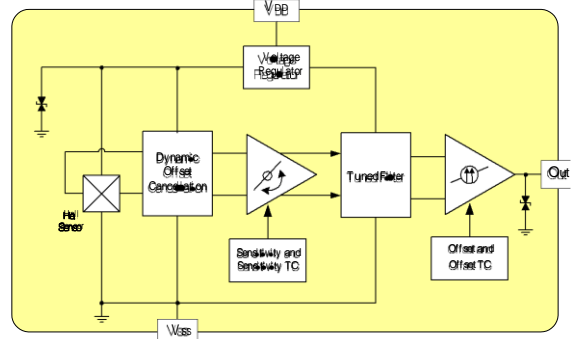 VDD
Voltage
Regulator
Dynamic
Offset
Cancellation
Tuned Filter
Out
Hall
Sensor
Sensitivity and
Sensitivity TC
Offset and
Offset TC
VSS